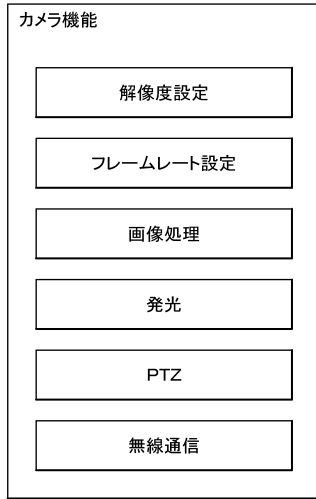 カメラ機能
解像度設定
フレームレート設定
画像処理
発光
PTZ
無線通信